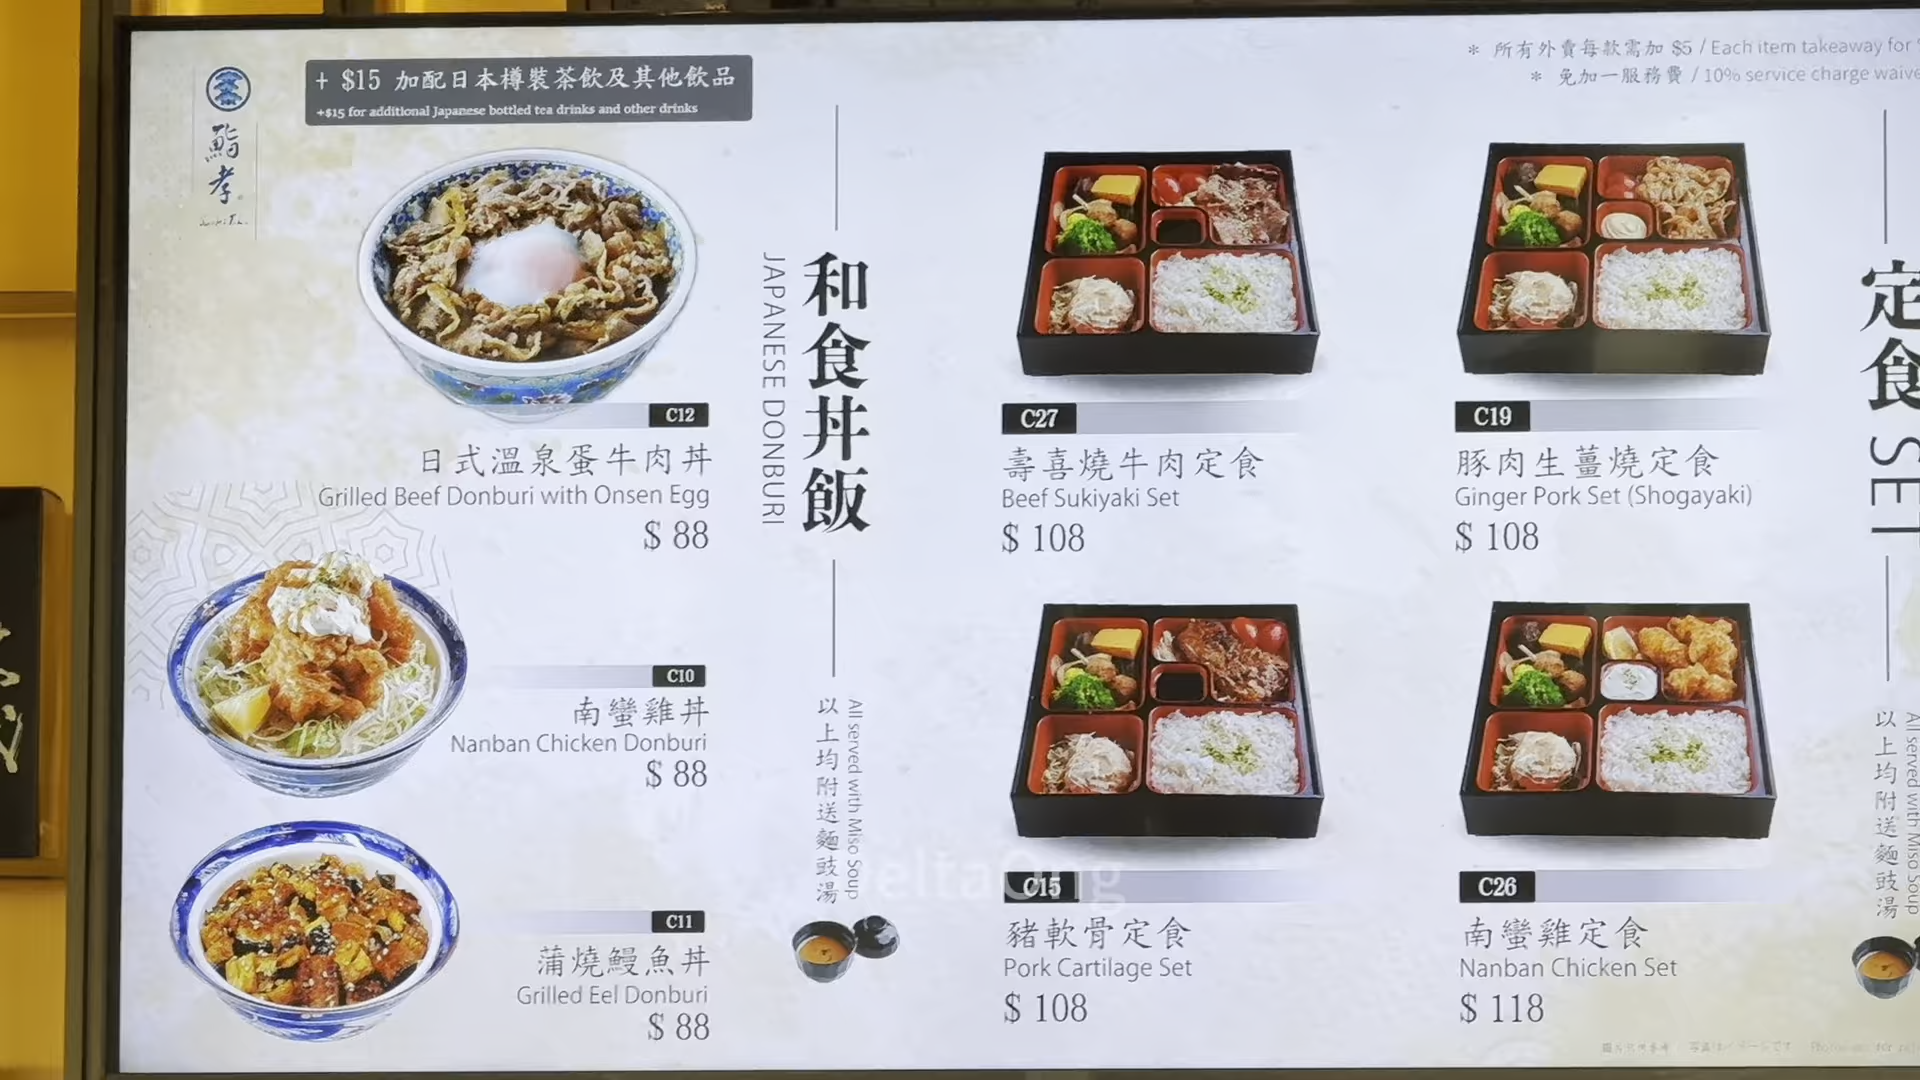 鮨孝
+ $15 加配日本樽裝茶飲及其他飲品
+$15 for additional Japanese bottled tea drinks and other drinks
* 所有外賣每款需加 $5 / Each item takeaway for
* 免加一服務費 / 10% service charge
C12
日式溫泉蛋牛肉丼
Grilled Beef Donburi with Onsen Egg
$ 88
C10
南蠻雞丼
Nanban Chicken Donburi
$ 88
C11
蒲燒鰻魚丼
Grilled Eel Donburi
$ 88
和食丼飯
JAPANESE DONBURI
以上均附送麵豉湯
All served with Miso Soup
C27
壽喜燒牛肉定食
Beef Sukiyaki Set
$ 108
C19
豚肉生薑燒定食
Ginger Pork Set (Shogayaki)
$ 108
C15
豬軟骨定食
Pork Cartilage Set
$ 108
C26
南蠻雞定食
Nanban Chicken Set
$ 118
定食
SET
以上均附送麵豉湯
All served with Miso Soup